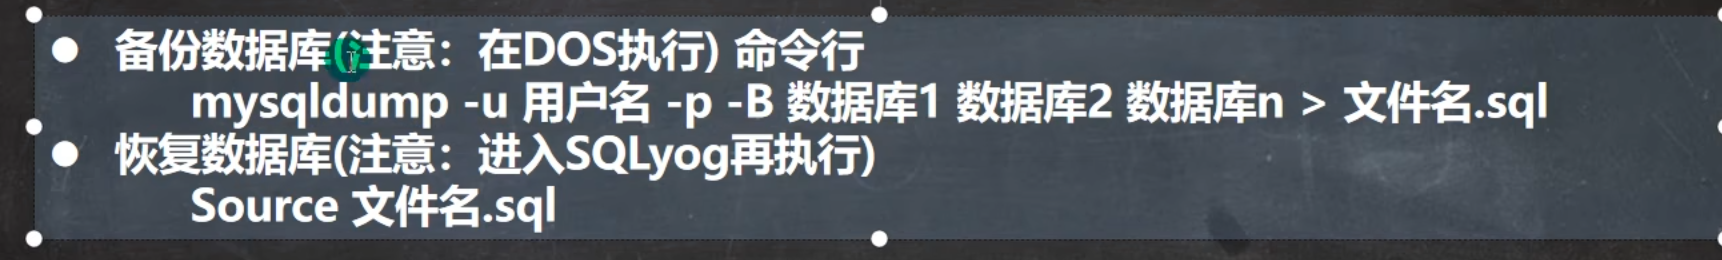 ● 备份数据库(注意：在DOS执行) 命令行
mysqldump -u 用户名 -p -B 数据库1 数据库2 数据库n > 文件名.sql
● 恢复数据库(注意：进入SQLyog再执行)
Source 文件名.sql